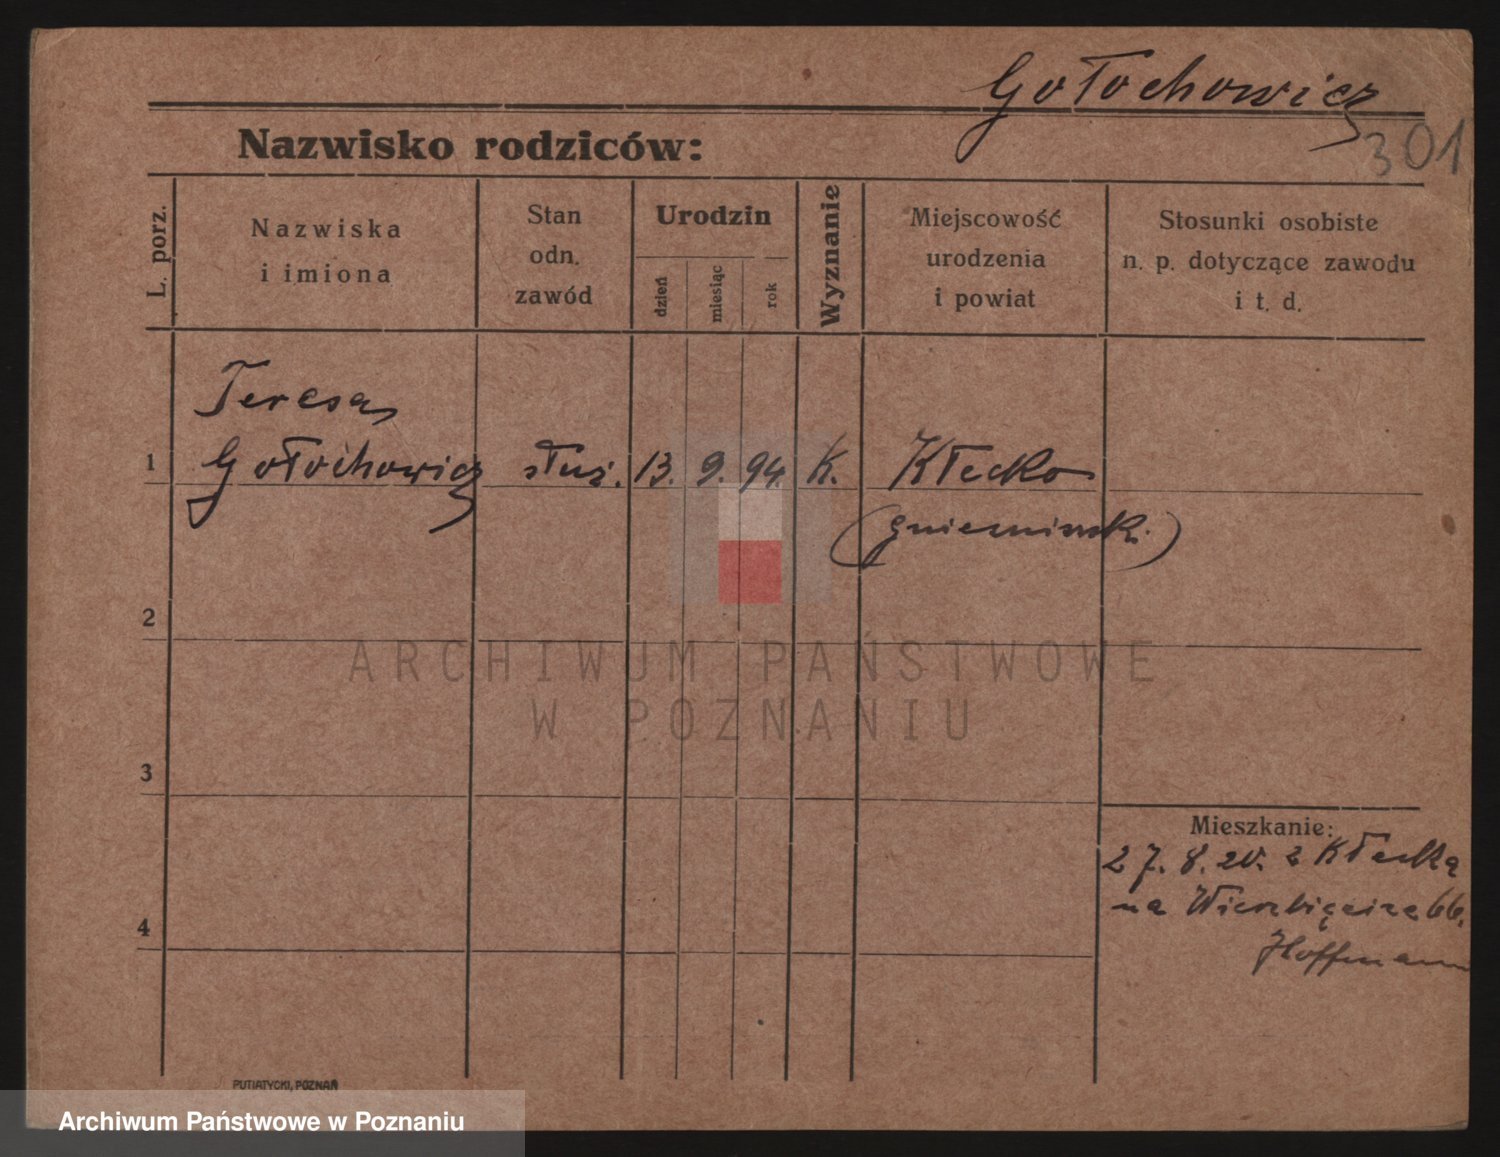 Gołochowicz
301
Nazwisko rodziców:
L. porz.
Nazwiska
i imiona
Stan
odn.
zawód
Urodzin
dzień
miesiąc
rok
Wyznanie
Miejscowość
urodzenia
i powiat
Stosunki osobiste
n. p. dotyczące zawodu
i t. d.
Teresa
1 Gołochowicz służ. 13. 9. 94. K. Kłecko
(gnieźnieński)
2
ARCHIWUM PAŃSTWOWE
W POZNANIU
3
Mieszkanie:
27. 8. 20. z Kłecka
na Wierzbięcice 66.
Hoffmann
4
PUTIATYCKI, POZNAŃ
Archiwum Państwowe w Poznaniu